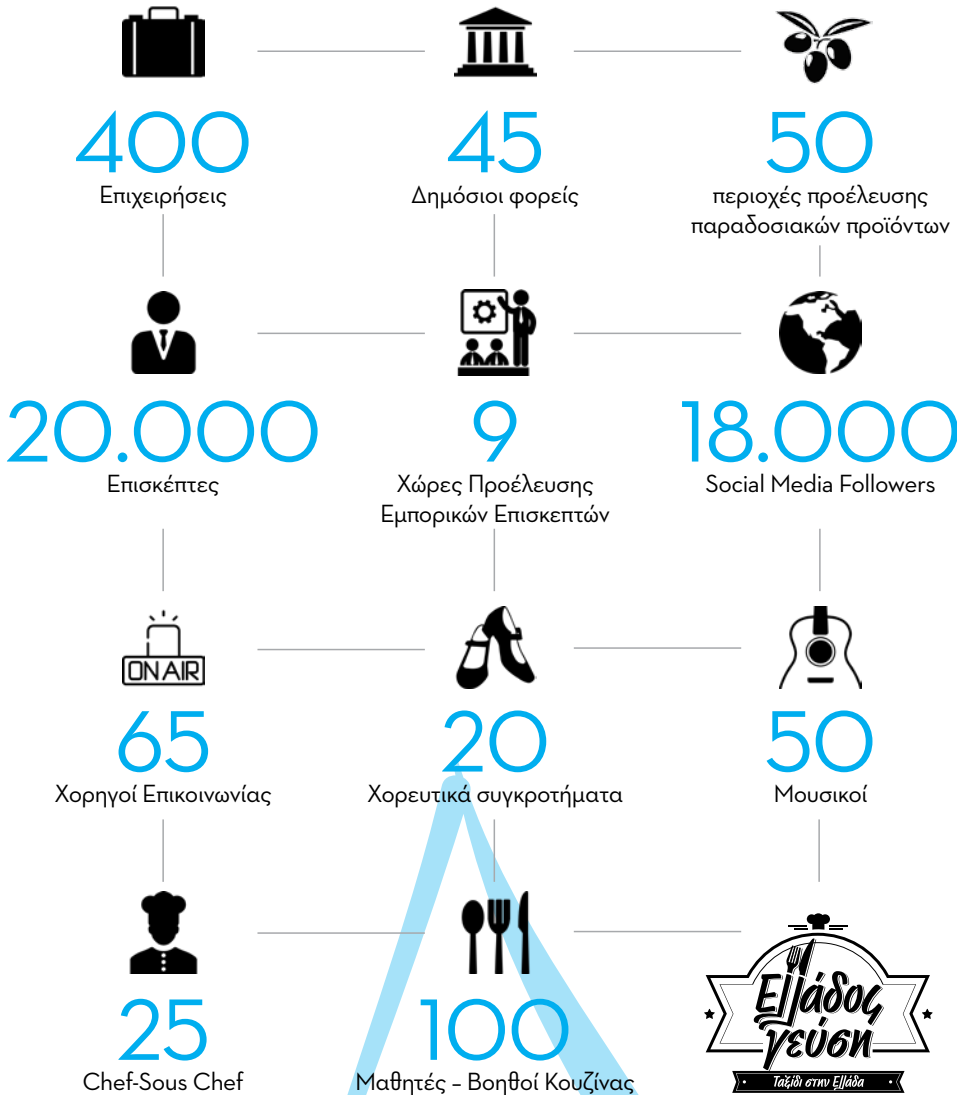 400
Επιχειρήσεις
45
Δημόσιοι φορείς
50
περιοχές προέλευσης
παραδοσιακών προϊόντων
20.000
Επισκέπτες
9
Χώρες Προέλευσης
Εμπορικών Επισκεπτών
18.000
Social Media Followers
ON AIR
65
Χορηγοί Επικοινωνίας
20
Χορευτικά συγκροτήματα
50
Μουσικοί
25
Chef-Sous Chef
100
Μαθητές – Βοηθοί Κουζίνας
Ελλάδος
γεύση
Ταξίδι στην Ελλάδα